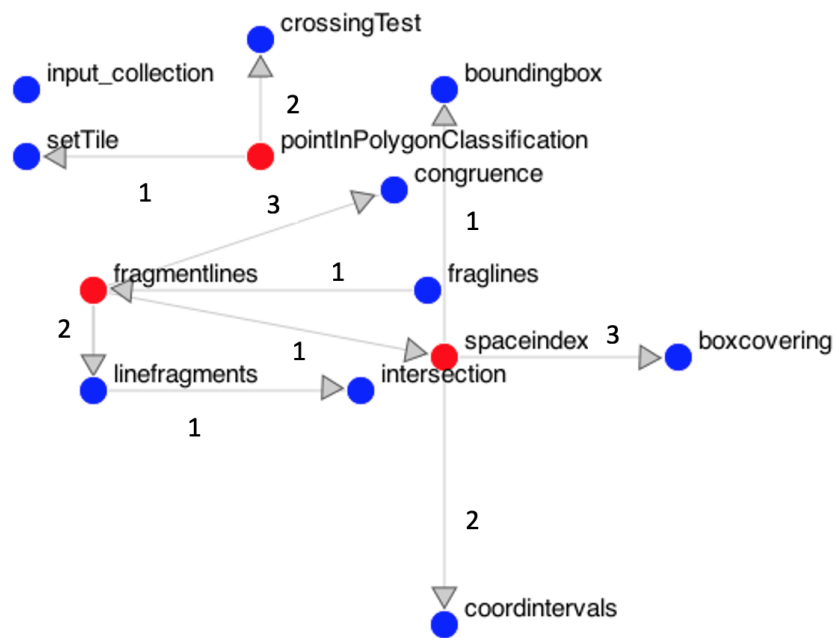 crossingTest
input_collection
boundingbox
2
setTile
pointInPolygonClassification
congruence
1
3
1
fragmentlines
1
fraglines
2
1
spaceindex
3
boxcovering
linefragments
intersection
1
2
coordintervals